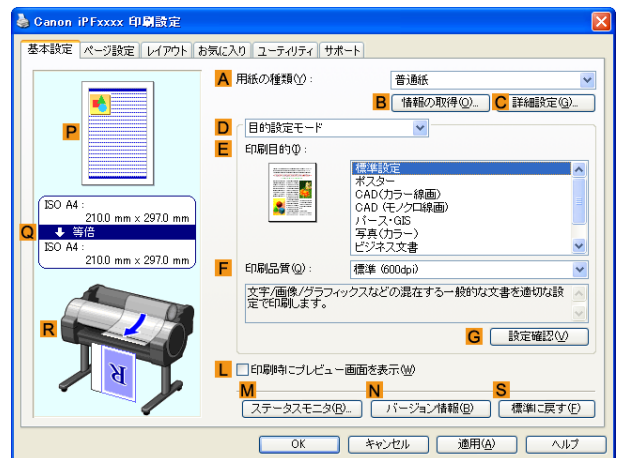 Canon iPFxxxx 印刷設定
基本設定 ページ設定 レイアウト お気に入り ユーティリティ サポート
A 用紙の種類(Y): 普通紙
B 情報の取得(O)... C 詳細設定(G)...
P
D 目的設定モード
E 印刷目的(I):
標準設定
ポスター
CAD(カラー線画)
CAD (モノクロ線画)
パース・GIS
写真(カラー)
ビジネス文書
ISO A4 :
210.0 mm x 297.0 mm
Q 等倍
ISO A4 :
210.0 mm x 297.0 mm
F 印刷品質(Q): 標準 (600dpi)
文字/画像/グラフィックスなどの混在する一般的な文書を適切な設
定で印刷します。
G 設定確認(V)
R
R
L 印刷時にプレビュー画面を表示(W)
M N S
ステータスモニタ(R)... バージョン情報(B) 標準に戻す(F)
OK キャンセル 適用(A) ヘルプ